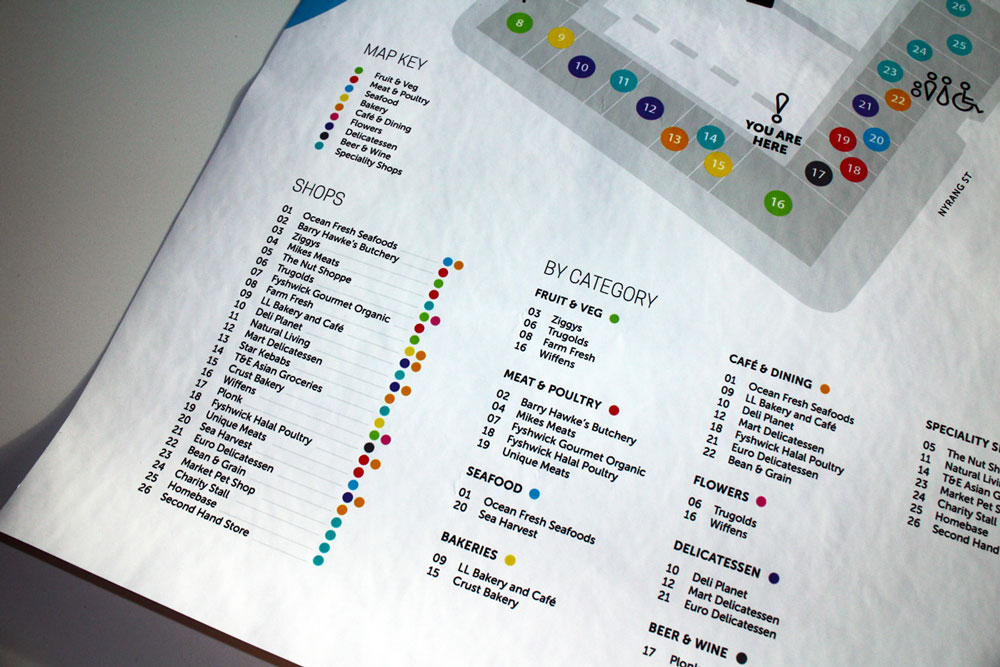 8
9
10
11
12
13
14
15
16
17
18
19
20
21
22
23
24
25
26
YOU ARE
HERE
NYRANG ST
MAP KEY
Fruit & Veg
Meat & Poultry
Seafood
Bakery
Café & Dining
Flowers
Delicatessen
Beer & Wine
Speciality Shops
SHOPS
01 Ocean Fresh Seafoods
02 Barry Hawke's Butchery
03 Ziggys
04 Mikes Meats
05 The Nut Shoppe
06 Trugolds
07 Fyshwick Gourmet Organic
08 Farm Fresh
09 LL Bakery and Café
10 Deli Planet
11 Natural Living
12 Mart Delicatessen
13 Star Kebabs
14 T&E Asian Groceries
15 Crust Bakery
16 Wiffens
17 Plonk
18 Fyshwick Halal Poultry
19 Unique Meats
20 Sea Harvest
21 Euro Delicatessen
22 Bean & Grain
23 Market Pet Shop
24 Charity Stall
25 Homebase
26 Second Hand Store
BY CATEGORY
FRUIT & VEG
03 Ziggys
06 Trugolds
08 Farm Fresh
16 Wiffens
MEAT & POULTRY
02 Barry Hawke's Butchery
04 Mikes Meats
07 Fyshwick Gourmet Organic
18 Fyshwick Halal Poultry
19 Unique Meats
SEAFOOD
01 Ocean Fresh Seafoods
20 Sea Harvest
BAKERIES
09 LL Bakery and Café
15 Crust Bakery
CAFÉ & DINING
01 Ocean Fresh Seafoods
09 LL Bakery and Café
10 Deli Planet
12 Mart Delicatessen
18 Fyshwick Halal Poultry
21 Euro Delicatessen
22 Bean & Grain
FLOWERS
06 Trugolds
16 Wiffens
DELICATESSEN
10 Deli Planet
12 Mart Delicatessen
21 Euro Delicatessen
BEER & WINE
17 Plonk
SPECIALITY S
05 The Nut Sh
11 Natural Livi
14 T&E Asian G
23 Market Pet S
24 Charity Stall
25 Homebase
26 Second Hand